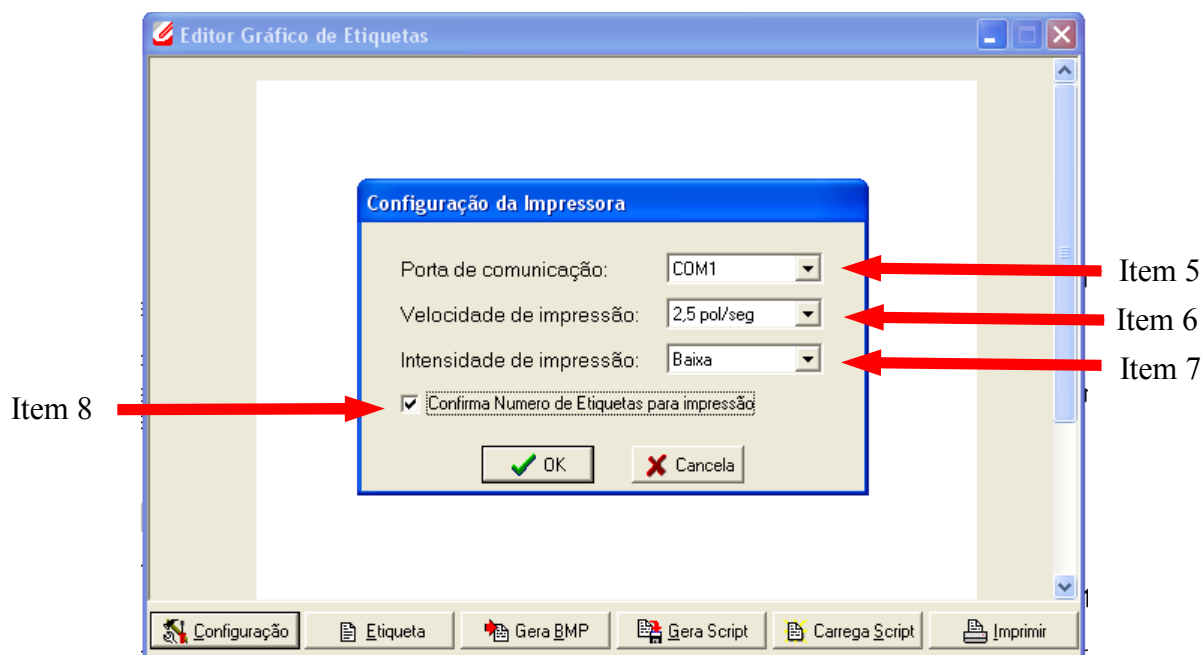 Editor Gráfico de Etiquetas
Configuração da Impressora
Porta de comunicação: COM1
Item 5
Velocidade de impressão: 2,5 pol/seg
Item 6
Intensidade de impressão: Baixa
Item 7
Item 8
Confirma Numero de Etiquetas para impressão
OK Cancela
Configuração Etiqueta Gera BMP Gera Script Carrega Script Imprimir